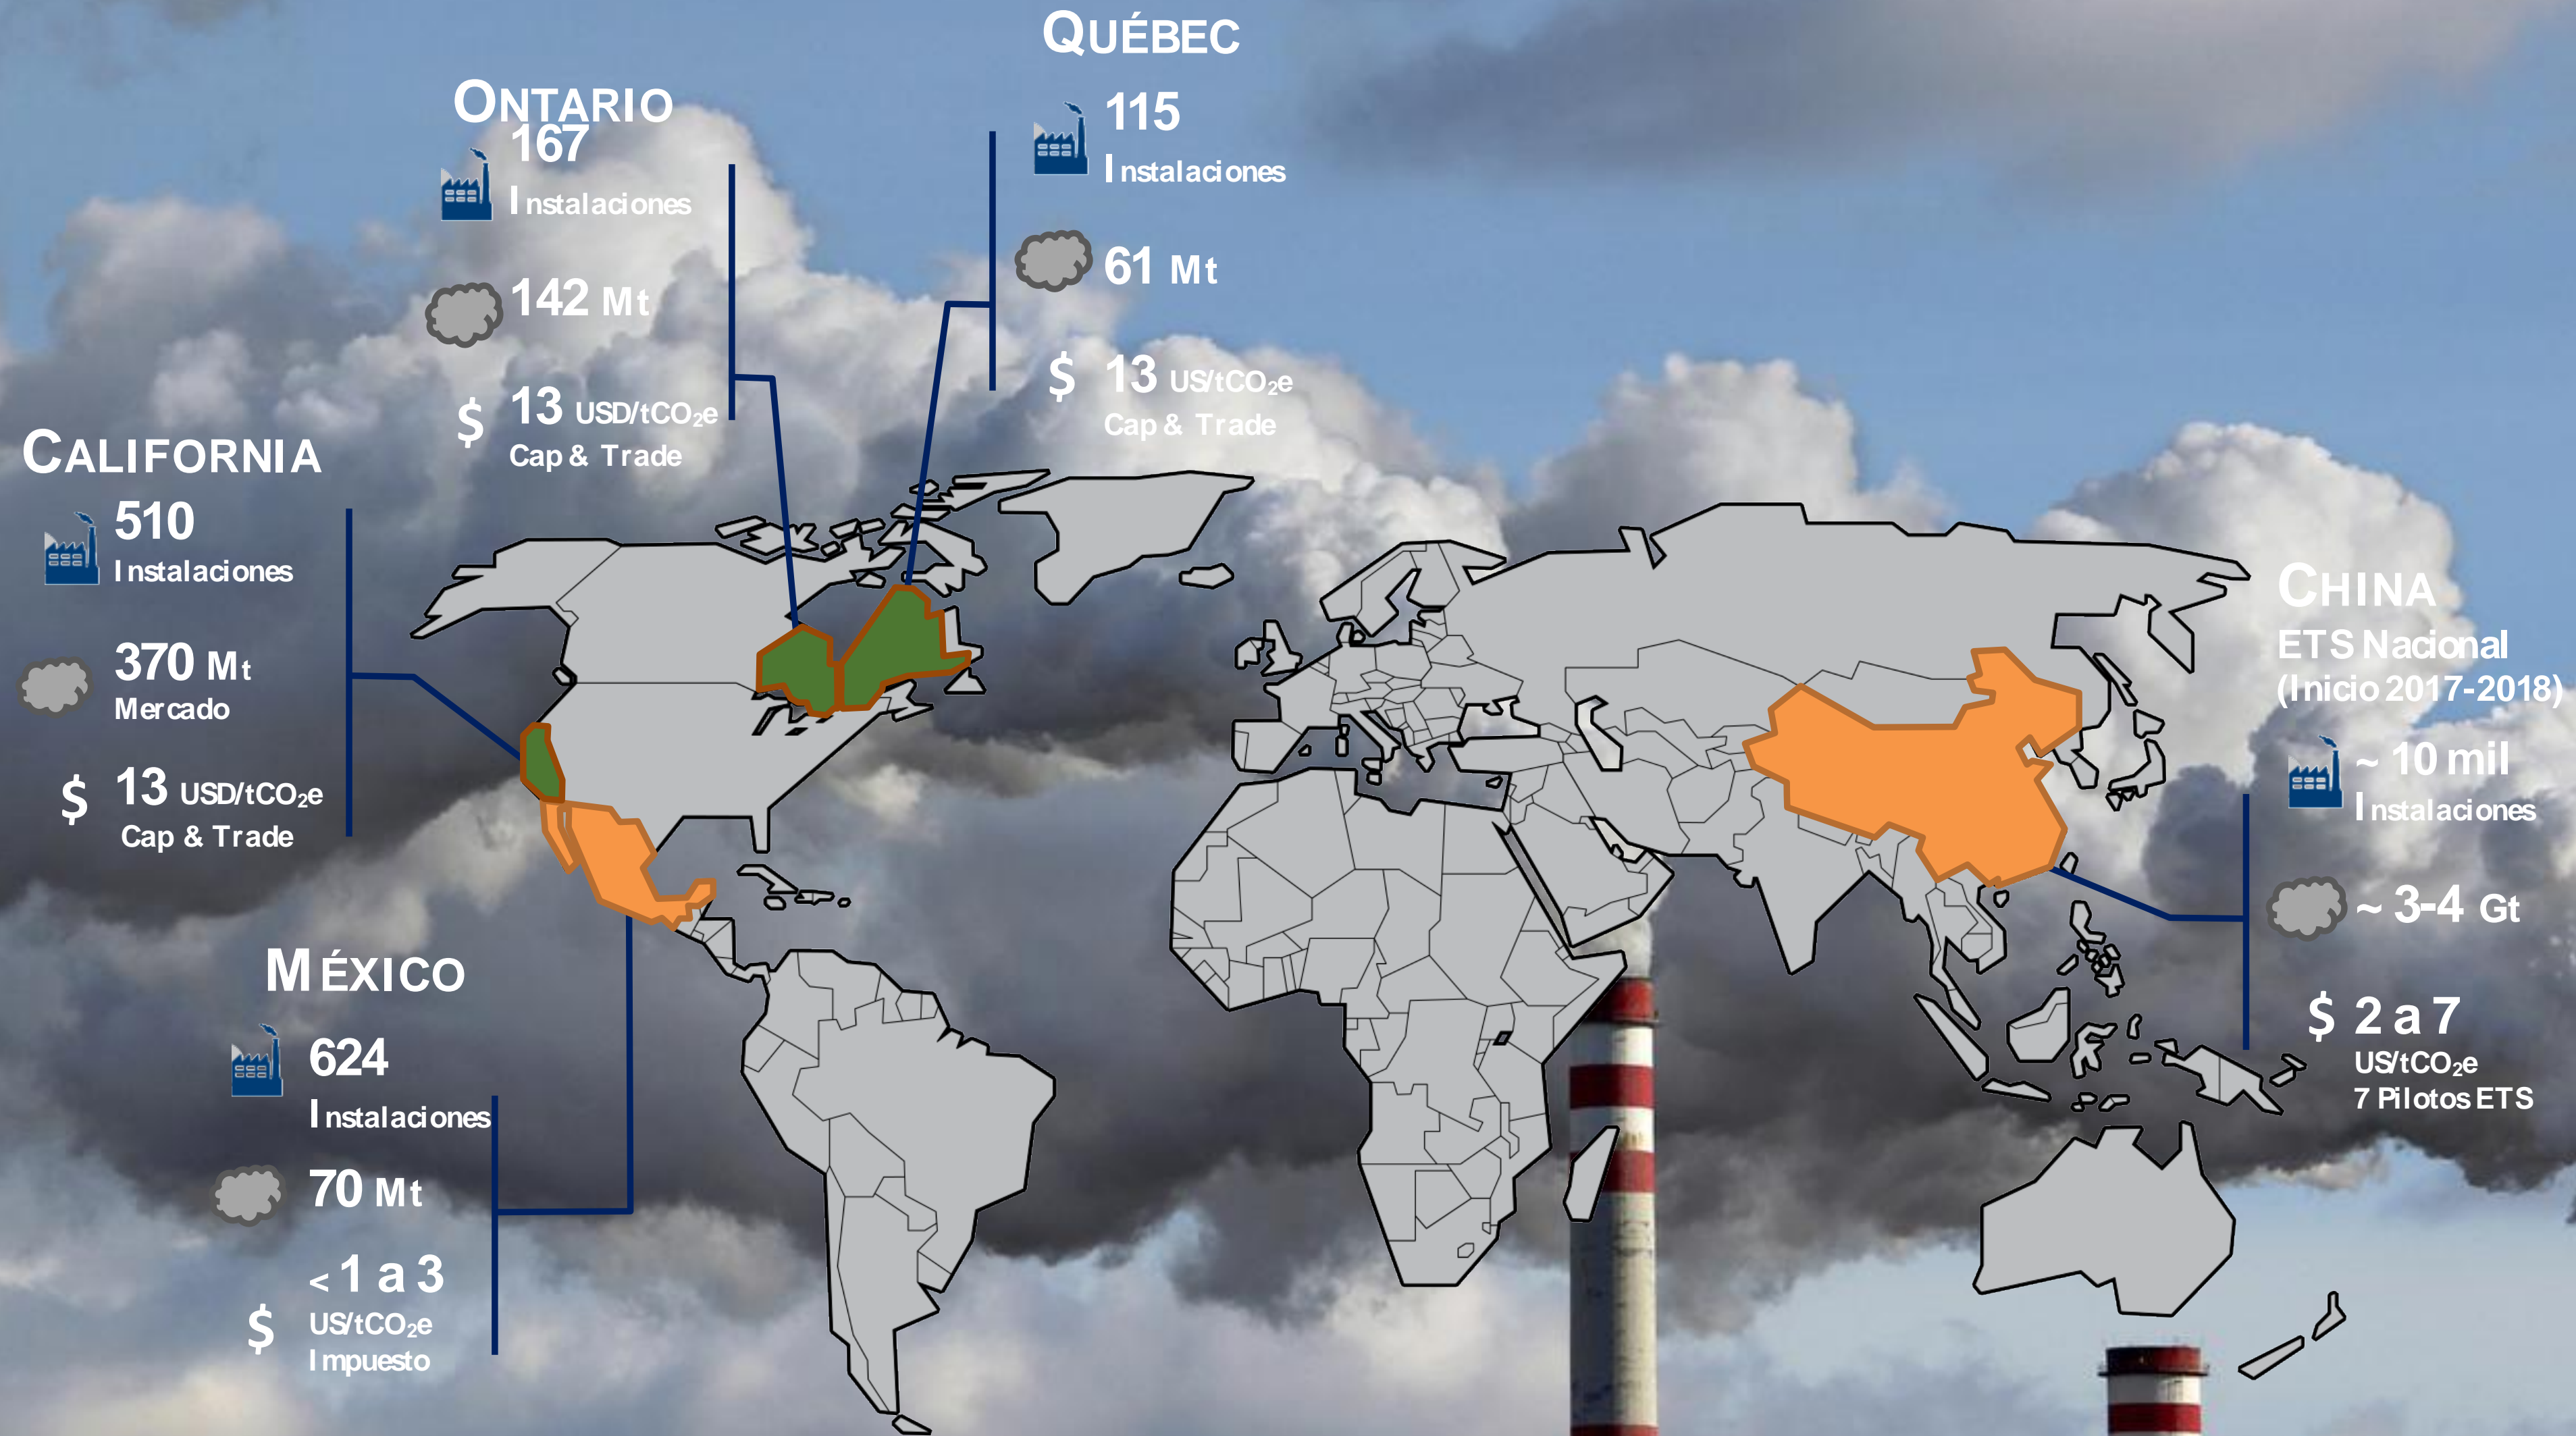 QUÉBEC
115
Instalaciones
61 Mt
$ 13 US/tCO₂e
Cap & Trade
ONTARIO
167
Instalaciones
142 Mt
$ 13 USD/tCO₂e
Cap & Trade
CALIFORNIA
510
Instalaciones
370 Mt
Mercado
$ 13 USD/tCO₂e
Cap & Trade
MÉXICO
624
Instalaciones
70 Mt
< 1 a 3
$ US/tCO₂e
Impuesto
CHINA
ETS Nacional
(Inicio 2017-2018)
~ 10 mil
Instalaciones
~ 3-4 Gt
$ 2 a 7
US/tCO₂e
7 Pilotos ETS